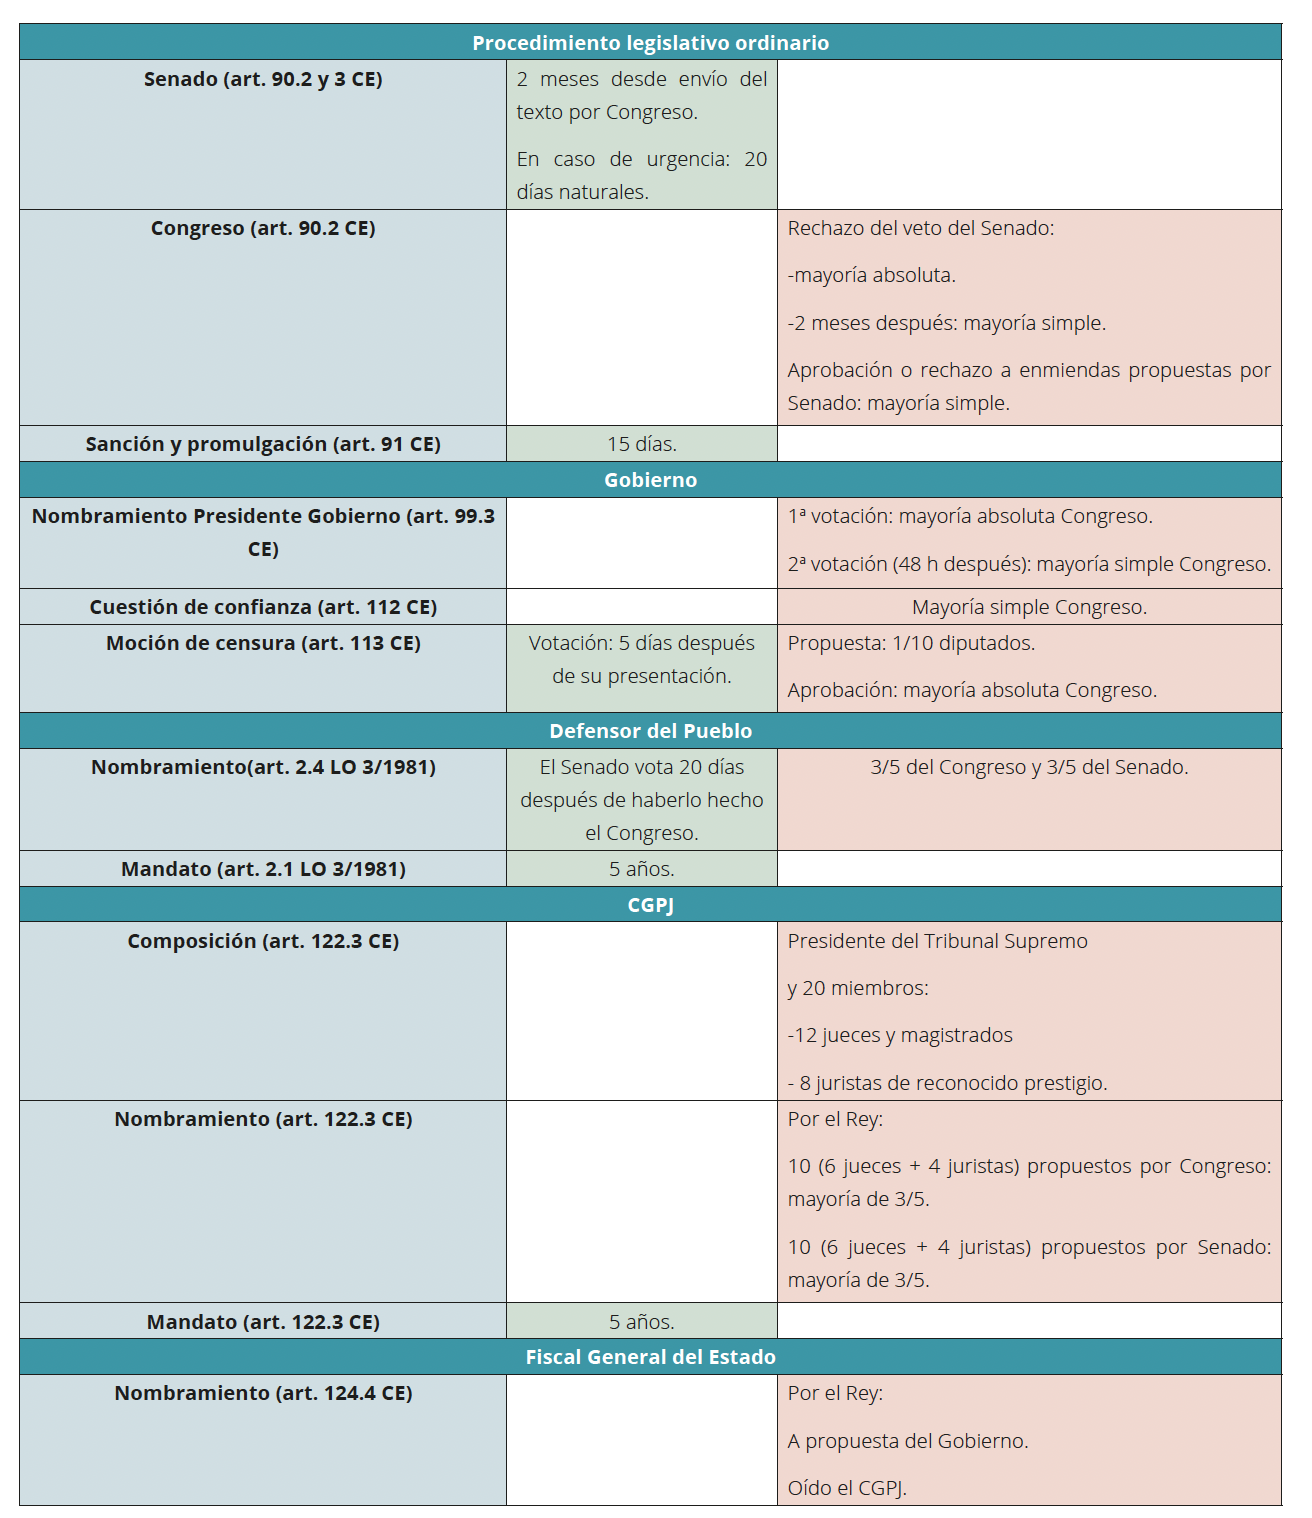 Procedimiento legislativo ordinario
Senado (art. 90.2 y 3 CE)
2 meses desde envío del
texto por Congreso.
En caso de urgencia: 20
días naturales.
Congreso (art. 90.2 CE)
Rechazo del veto del Senado:
-mayoría absoluta.
-2 meses después: mayoría simple.
Aprobación o rechazo a enmiendas propuestas por
Senado: mayoría simple.
Sanción y promulgación (art. 91 CE)
15 días.
Gobierno
Nombramiento Presidente Gobierno (art. 99.3
CE)
1ª votación: mayoría absoluta Congreso.
2ª votación (48 h después): mayoría simple Congreso.
Cuestión de confianza (art. 112 CE)
Mayoría simple Congreso.
Moción de censura (art. 113 CE)
Votación: 5 días después
de su presentación.
Propuesta: 1/10 diputados.
Aprobación: mayoría absoluta Congreso.
Defensor del Pueblo
Nombramiento(art. 2.4 LO 3/1981)
El Senado vota 20 días
después de haberlo hecho
el Congreso.
3/5 del Congreso y 3/5 del Senado.
Mandato (art. 2.1 LO 3/1981)
5 años.
CGPJ
Composición (art. 122.3 CE)
Presidente del Tribunal Supremo
y 20 miembros:
-12 jueces y magistrados
- 8 juristas de reconocido prestigio.
Nombramiento (art. 122.3 CE)
Por el Rey:
10 (6 jueces + 4 juristas) propuestos por Congreso:
mayoría de 3/5.
10 (6 jueces + 4 juristas) propuestos por Senado:
mayoría de 3/5.
Mandato (art. 122.3 CE)
5 años.
Fiscal General del Estado
Nombramiento (art. 124.4 CE)
Por el Rey:
A propuesta del Gobierno.
Oído el CGPJ.